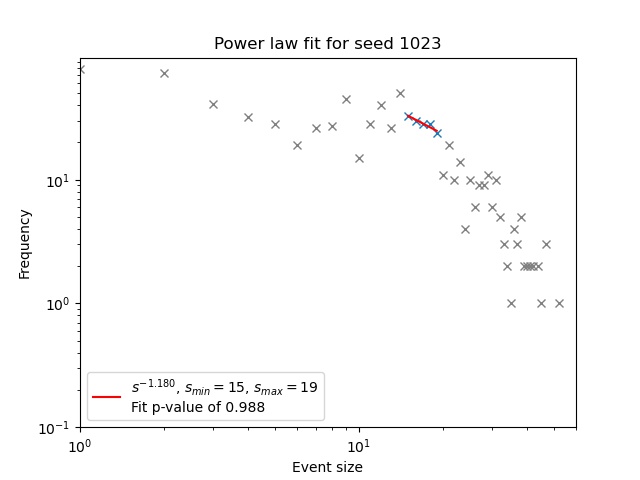 Power law fit for seed 1023
Frequency
10^1
10^0
10^-1
s^-1.180, s_min = 15, s_max = 19
Fit p-value of 0.988
10^0 10^1
Event size